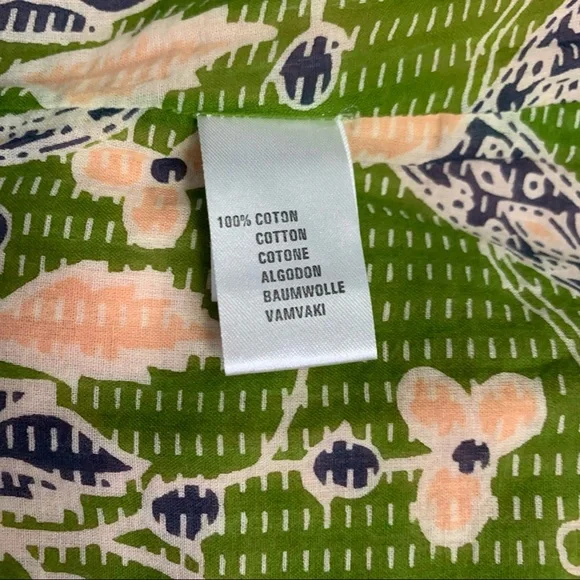 100% COTON
COTTON
COTONE
ALGODON
BAUMWOLLE
VAMVAKI